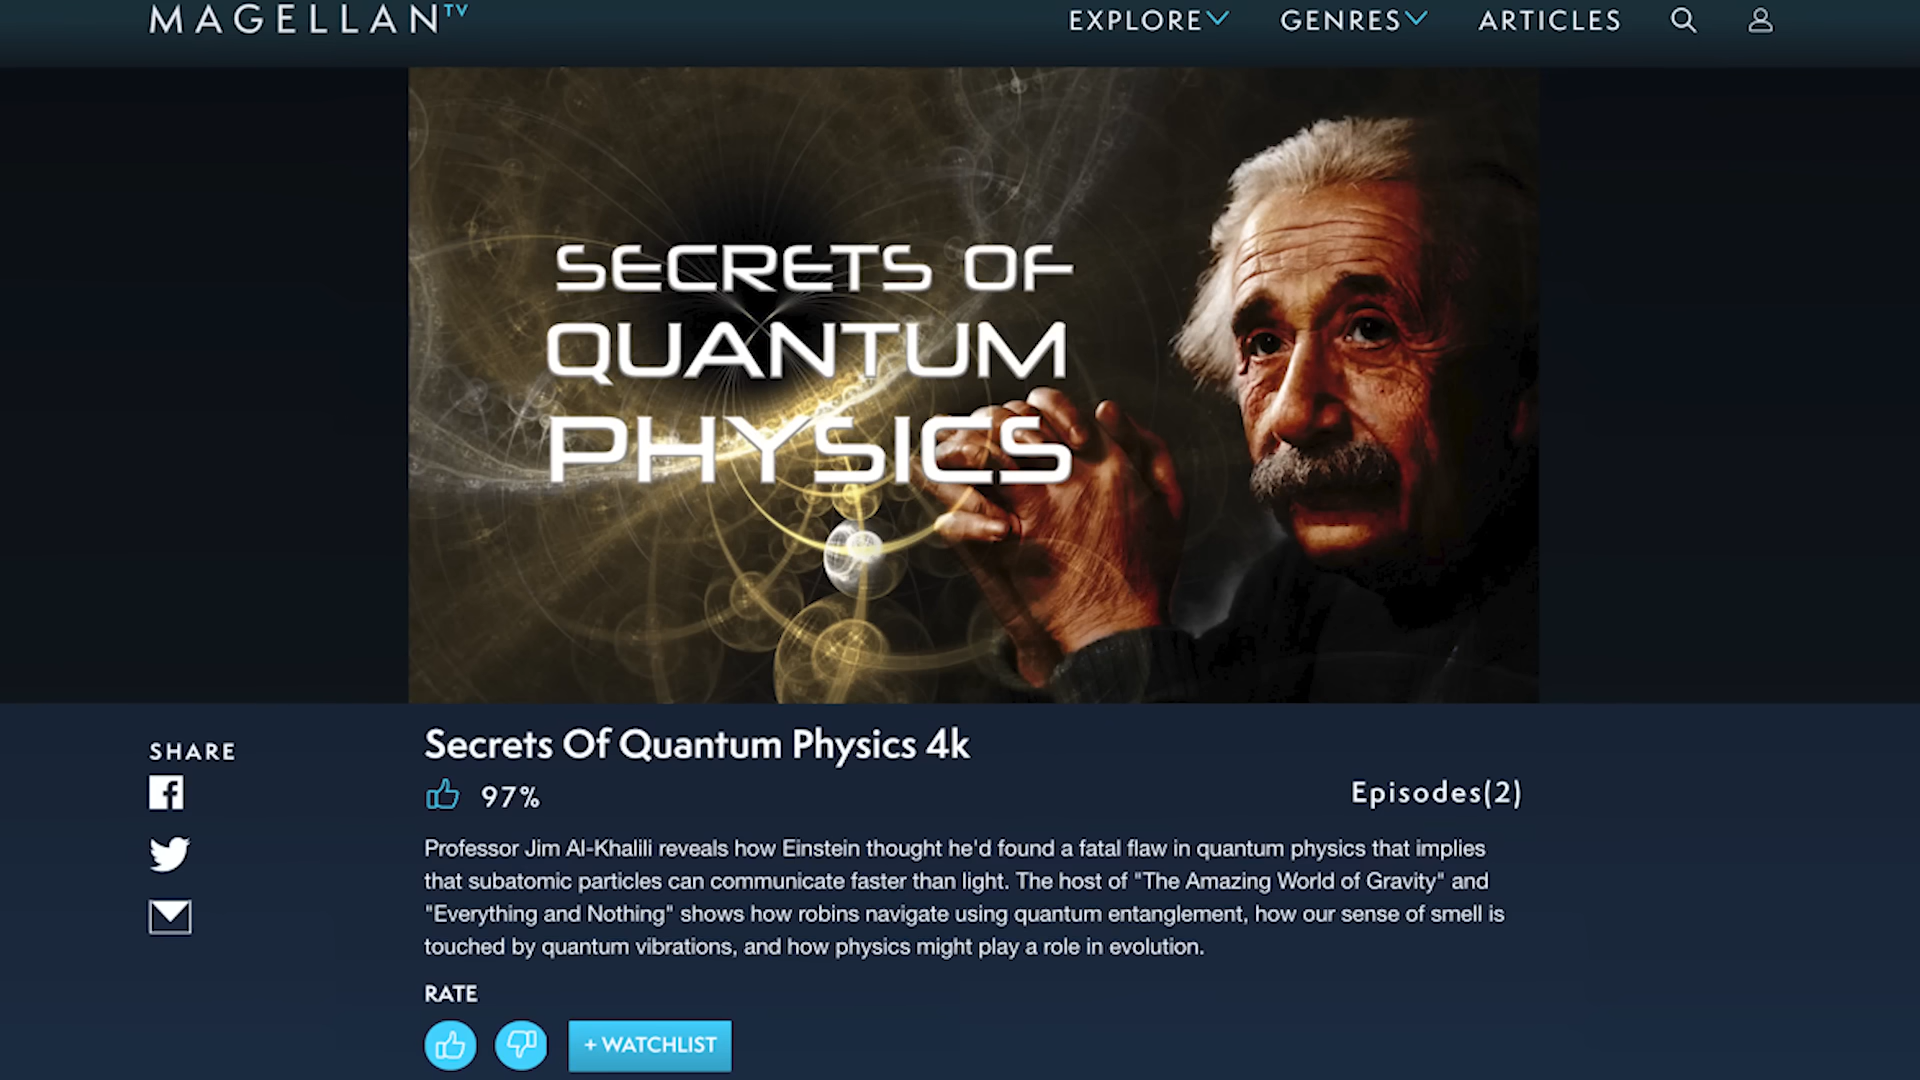 MAGELLAN TV
EXPLORE GENRES ARTICLES
SECRETS OF
QUANTUM
PHYSICS
SHARE
Secrets Of Quantum Physics 4k
97%
Episodes(2)
Professor Jim Al-Khalili reveals how Einstein thought he'd found a fatal flaw in quantum physics that implies
that subatomic particles can communicate faster than light. The host of "The Amazing World of Gravity" and
"Everything and Nothing" shows how robins navigate using quantum entanglement, how our sense of smell is
touched by quantum vibrations, and how physics might play a role in evolution.
RATE
+ WATCHLIST